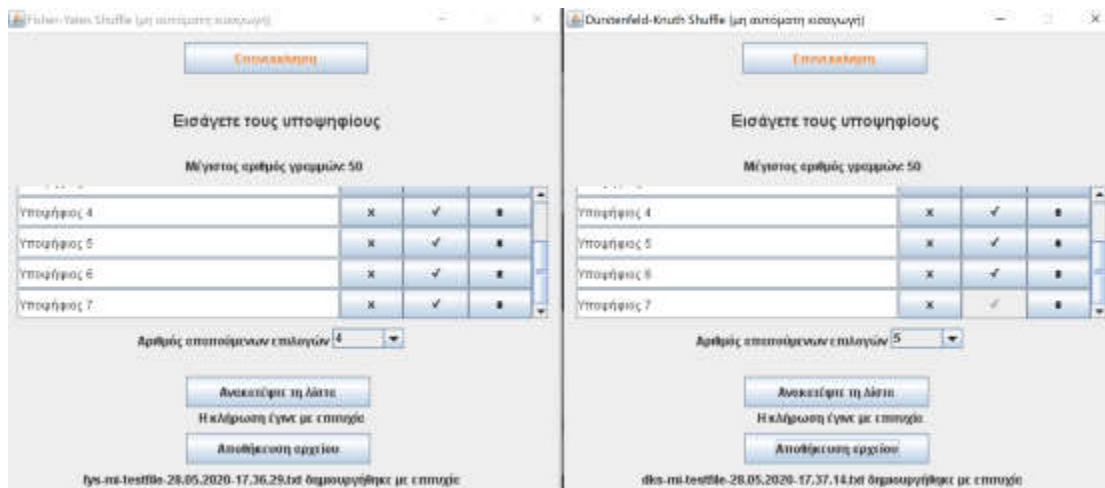 Fisher-Yates Shuffle (μη αυτόματη εισαγωγή)
Επανεκκίνηση
Εισάγετε τους υποψηφίους
Μέγιστος αριθμός γραμμών: 50
Υποψήφιος 4
x ✓
Υποψήφιος 5
x ✓
Υποψήφιος 6
x ✓
Υποψήφιος 7
x ✓
Αριθμός απαιτούμενων επιλογών 4
Ανακατέψτε τη λίστα
Η κλήρωση έγινε με επιτυχία
Αποθήκευση αρχείου
fys-mi-testfile-28.05.2020-17.36.29.txt δημιουργήθηκε με επιτυχία
Durstenfeld-Knuth Shuffle (μη αυτόματη εισαγωγή)
Επανεκκίνηση
Εισάγετε τους υποψηφίους
Μέγιστος αριθμός γραμμών: 50
Υποψήφιος 4
x ✓
Υποψήφιος 5
x ✓
Υποψήφιος 6
x ✓
Υποψήφιος 7
x ✓
Αριθμός απαιτούμενων επιλογών 5
Ανακατέψτε τη λίστα
Η κλήρωση έγινε με επιτυχία
Αποθήκευση αρχείου
dks-mi-testfile-28.05.2020-17.37.14.txt δημιουργήθηκε με επιτυχία